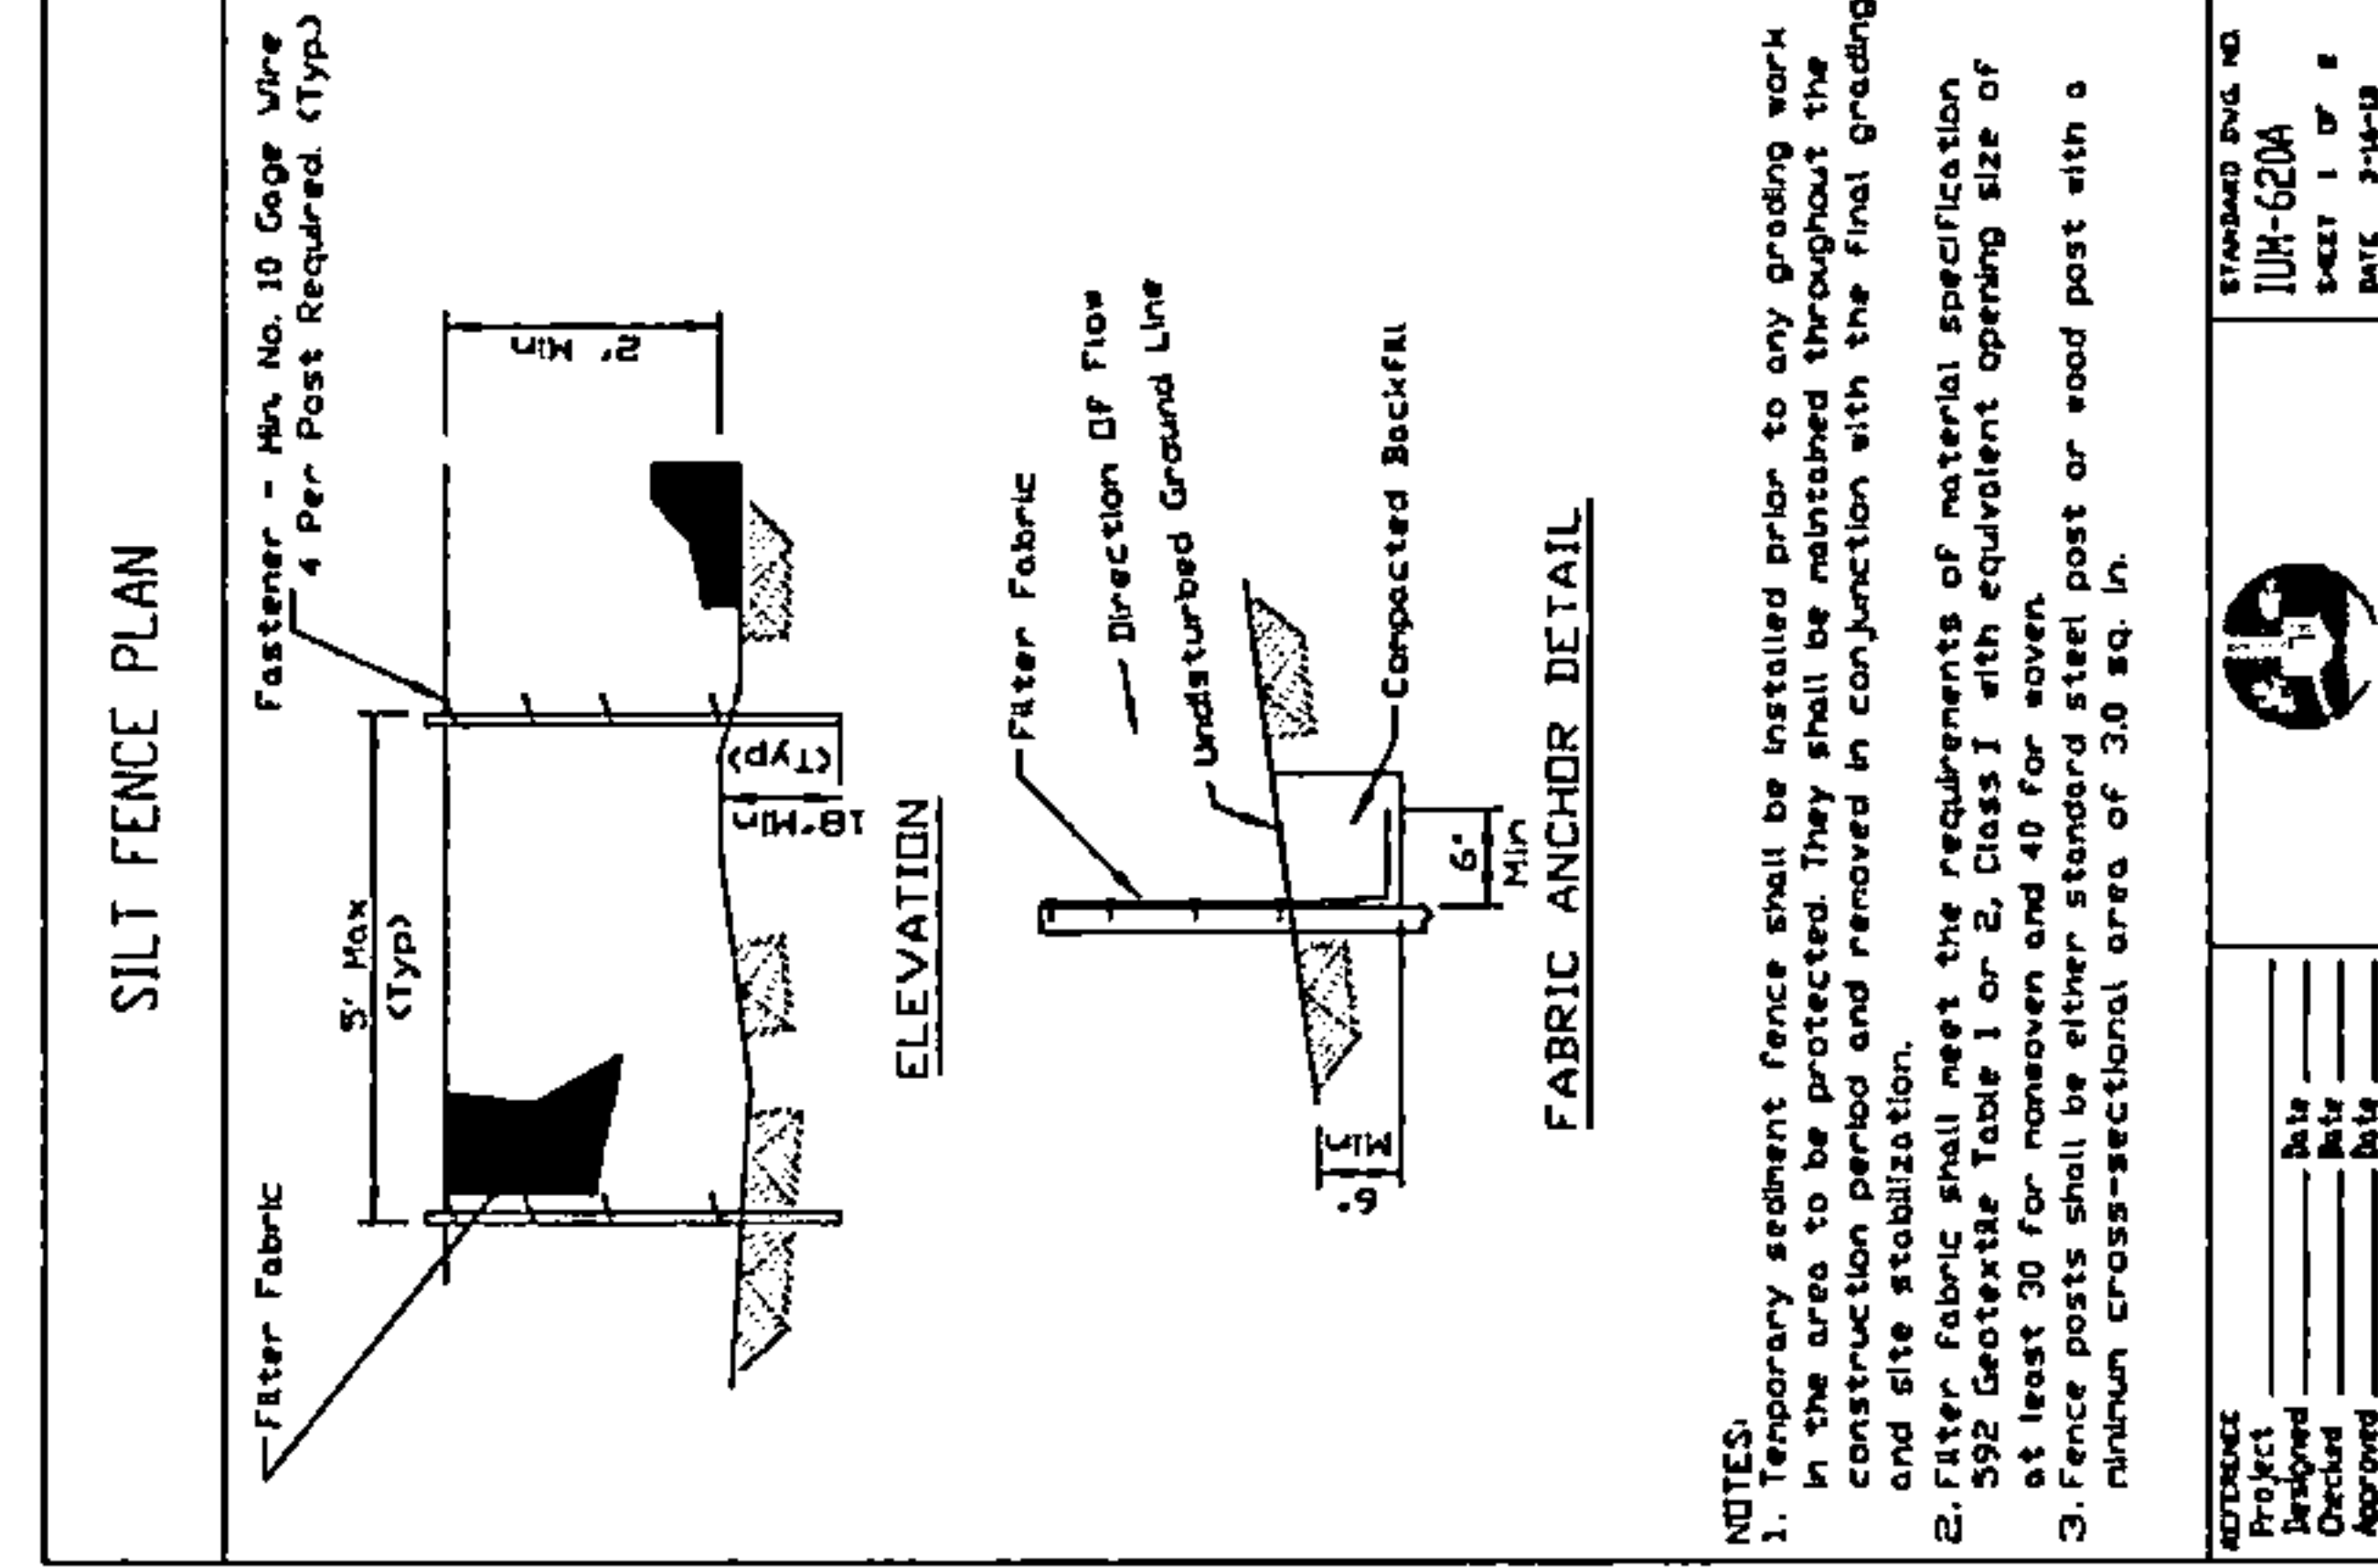 SILT FENCE PLAN
Fastener - Min. No. 10 Gage Wire
4 Per Post Required. (Typ.)
Filter Fabric
5' Max
(Typ)
2' Min
18" Min
(Typ)
ELEVATION
Filter Fabric
Direction Of Flow
Undisturbed Ground Line
Compacted Backfill
6"
Min
6"
Min
FABRIC ANCHOR DETAIL
NOTES:
1. Temporary sediment fence shall be installed prior to any grading work
in the area to be protected. They shall be maintained throughout the
construction period and removed in conjunction with the final grading
and site stabilization.
2. Filter fabric shall meet the requirements of material specification
592 Geotextile Table 1 or 2, Class I with equivalent opening size of
at least 30 for nonwoven and 40 for woven.
3. Fence posts shall be either standard steel post or wood post with a
minimum cross-sectional area of 3.0 sq. in.
REFERENCE
Project
Designed Date
Checked Date
Approved Date
STANDARD DWG. NO.
IUM-620A
SHEET 1 OF
DATE